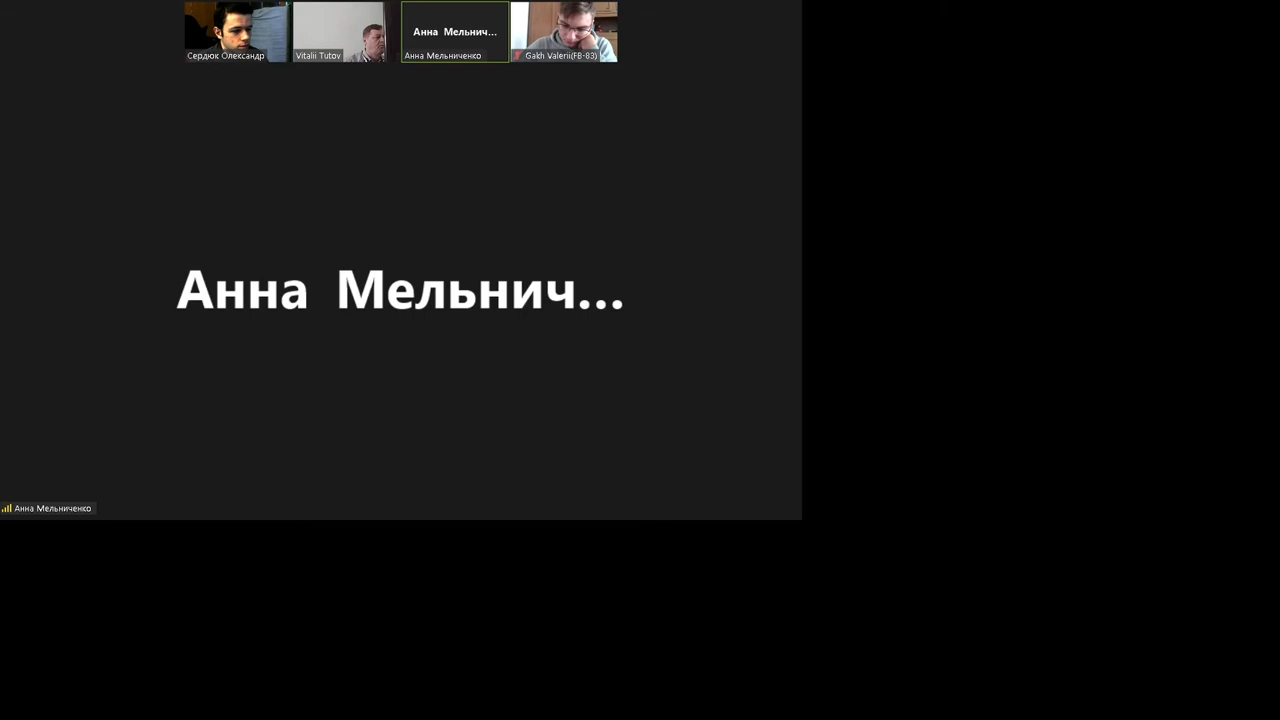 Анна Мельнич...
Сердюк Олександр
Vitalii Tutov
Анна Мельниченко
Gakh Valerii(FB-83)
Анна Мельнич...
Анна Мельниченко